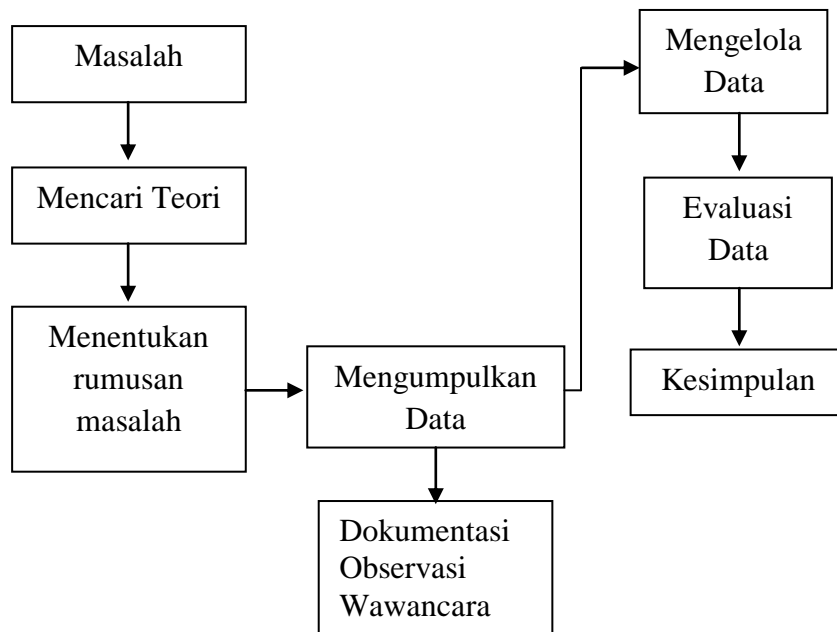 Masalah
Mencari Teori
Menentukan
rumusan
masalah
Mengumpulkan
Data
Dokumentasi
Observasi
Wawancara
Mengelola
Data
Evaluasi
Data
Kesimpulan